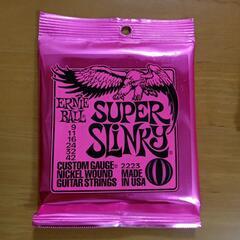 ERNIE
BALL
9
11
16
24
32
42
SUPER
SLINKY
CUSTOM GAUGE
NICKEL WOUND
GUITAR STRINGS
2223
MADE
IN USA